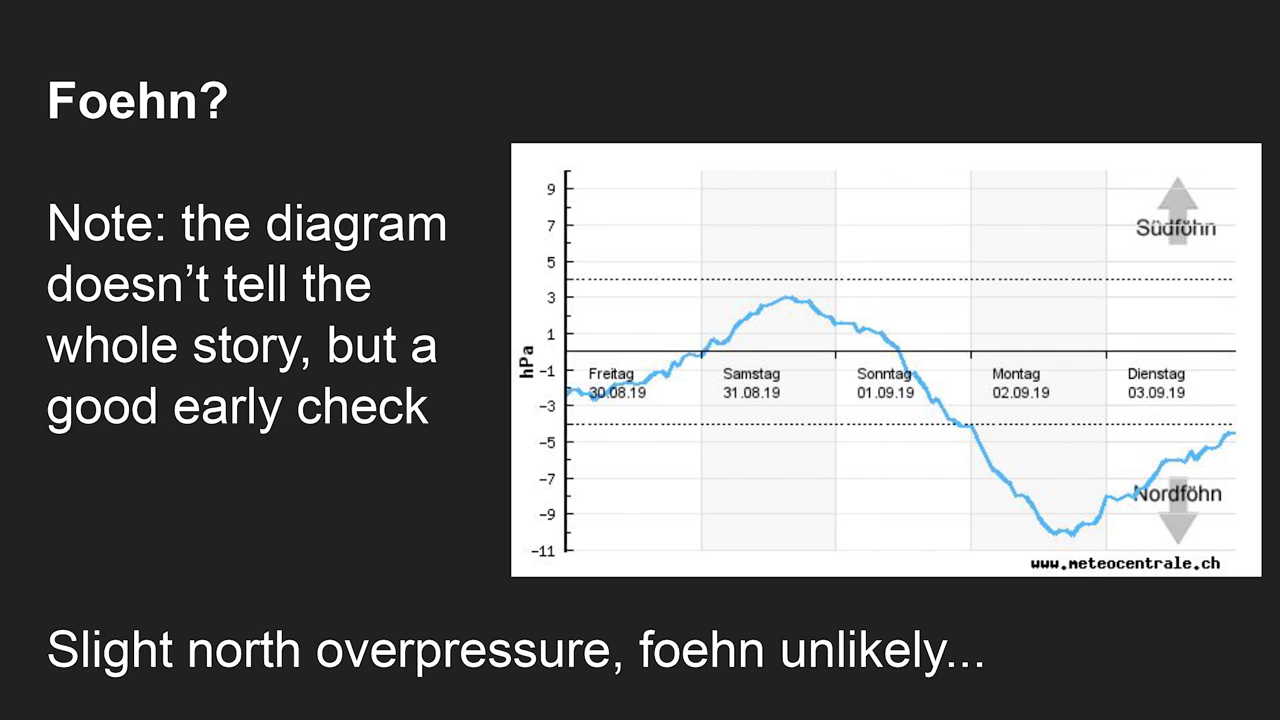 Foehn?
Note: the diagram
doesn’t tell the
whole story, but a
good early check
9
7
5
3
1
−1
−3
−5
−7
−9
−11
hPa
Südföhn
Freitag Samstag Sonntag Montag Dienstag
30.08.19 31.08.19 01.09.19 02.09.19 03.09.19
Nordföhn
www.meteocentrale.ch
Slight north overpressure, foehn unlikely...